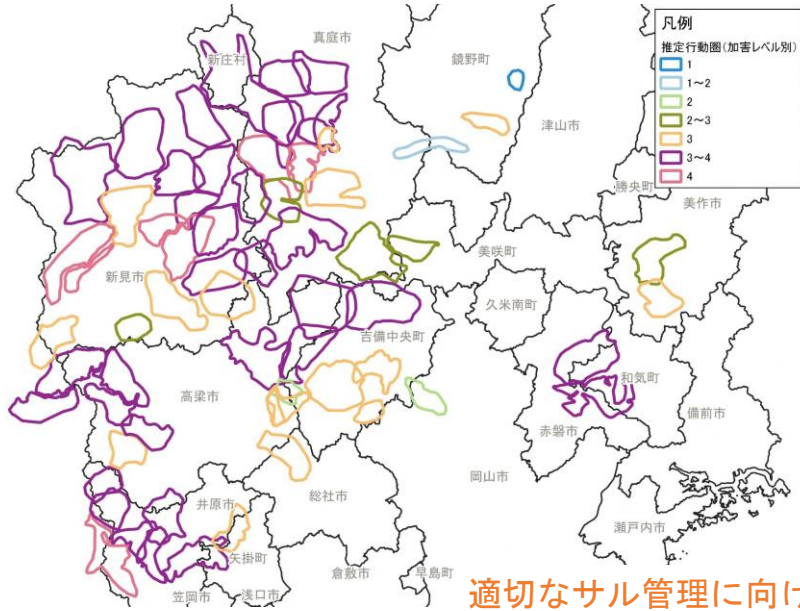 凡例
推定行動圏(加害レベル別)
1
1~2
2
2~3
3
3~4
4
真庭市
新庄村
鏡野町
津山市
勝央町
美作市
美咲町
新見市
久米南町
吉備中央町
和気町
高梁市
備前市
赤磐市
岡山市
井原市
総社市
瀬戸内市
矢掛町
倉敷市
早島町
笠岡市
浅口市
適切なサル管理に向け